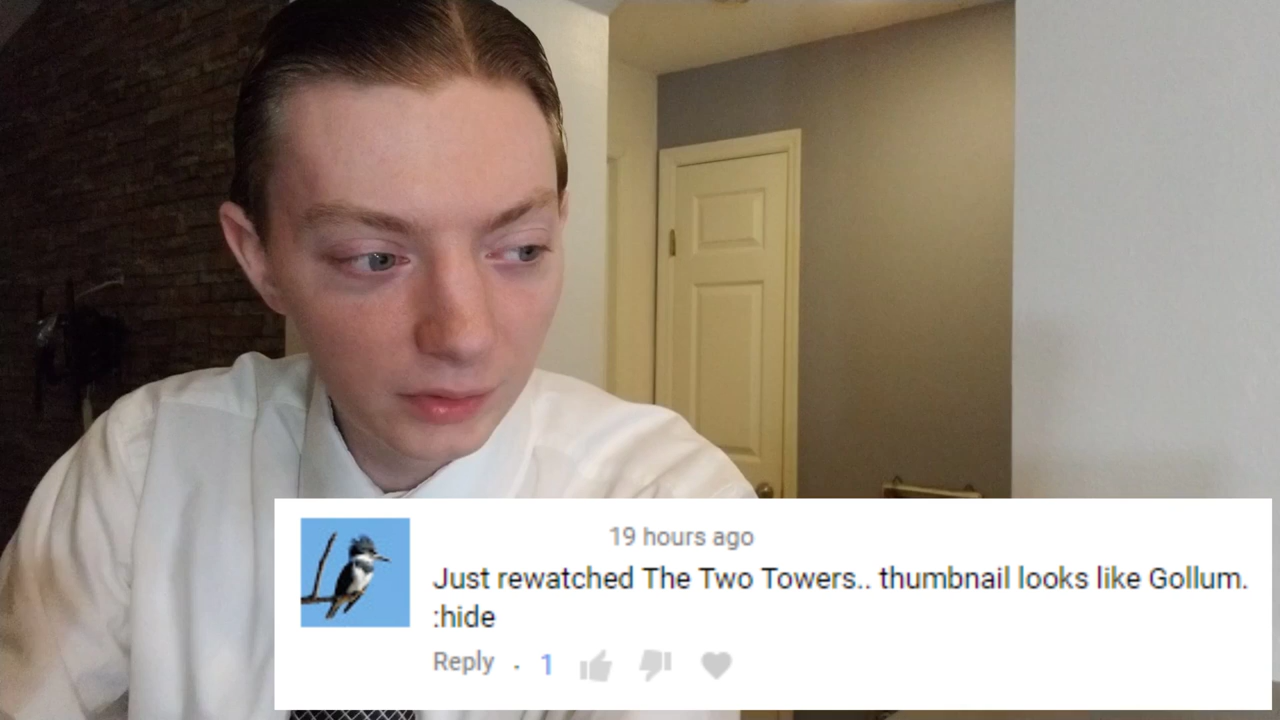 19 hours ago
Just rewatched The Two Towers.. thumbnail looks like Gollum.
:hide
Reply · 1